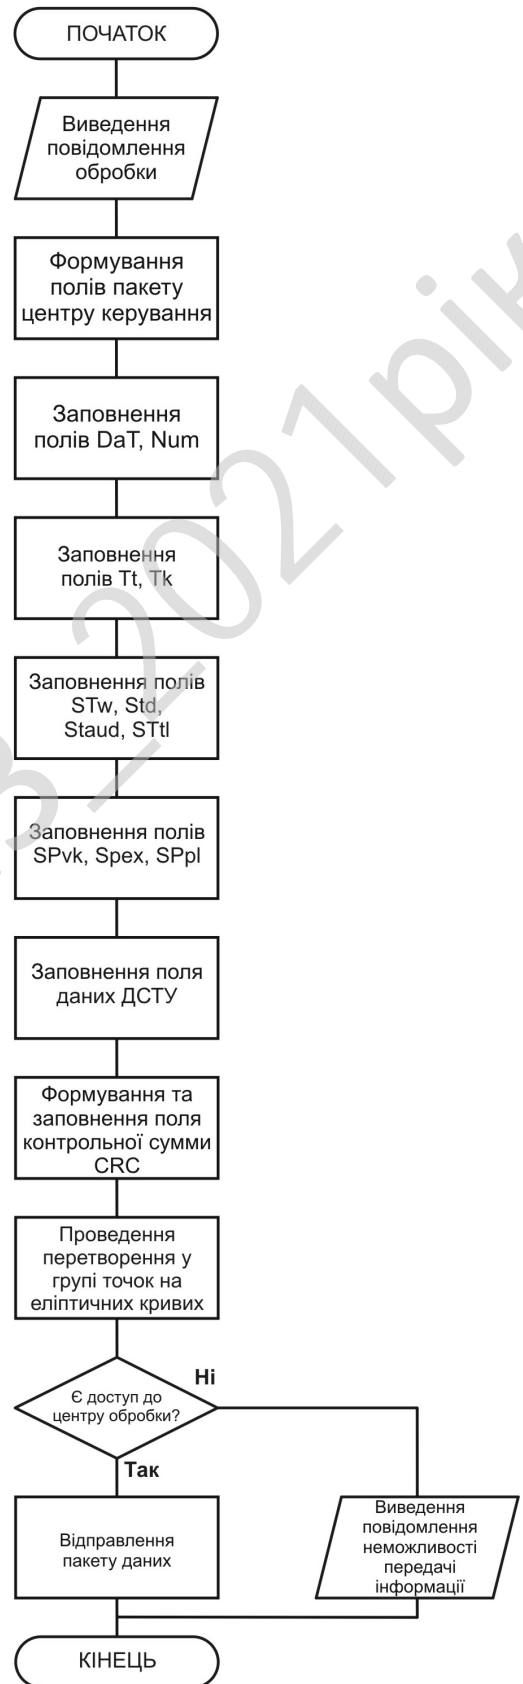 ПОЧАТОК
Виведення
повідомлення
обробки
Формування
полів пакету
центру керування
Заповнення
полів DaT, Num
Заповнення
полів Tt, Tk
Заповнення полів
STw, Std,
Staud, STtl
Заповнення полів
SPvk, Spex, SPpl
Заповнення поля
даних ДСТУ
Формування та
заповнення поля
контрольної сумми
CRC
Проведення
перетворення у
групі точок на
еліптичних кривих
Є доступ до
центру обробки?
Ні
Так
Відправлення
пакету даних
Виведення
повідомлення
неможливості
передачі
інформації
КІНЕЦЬ